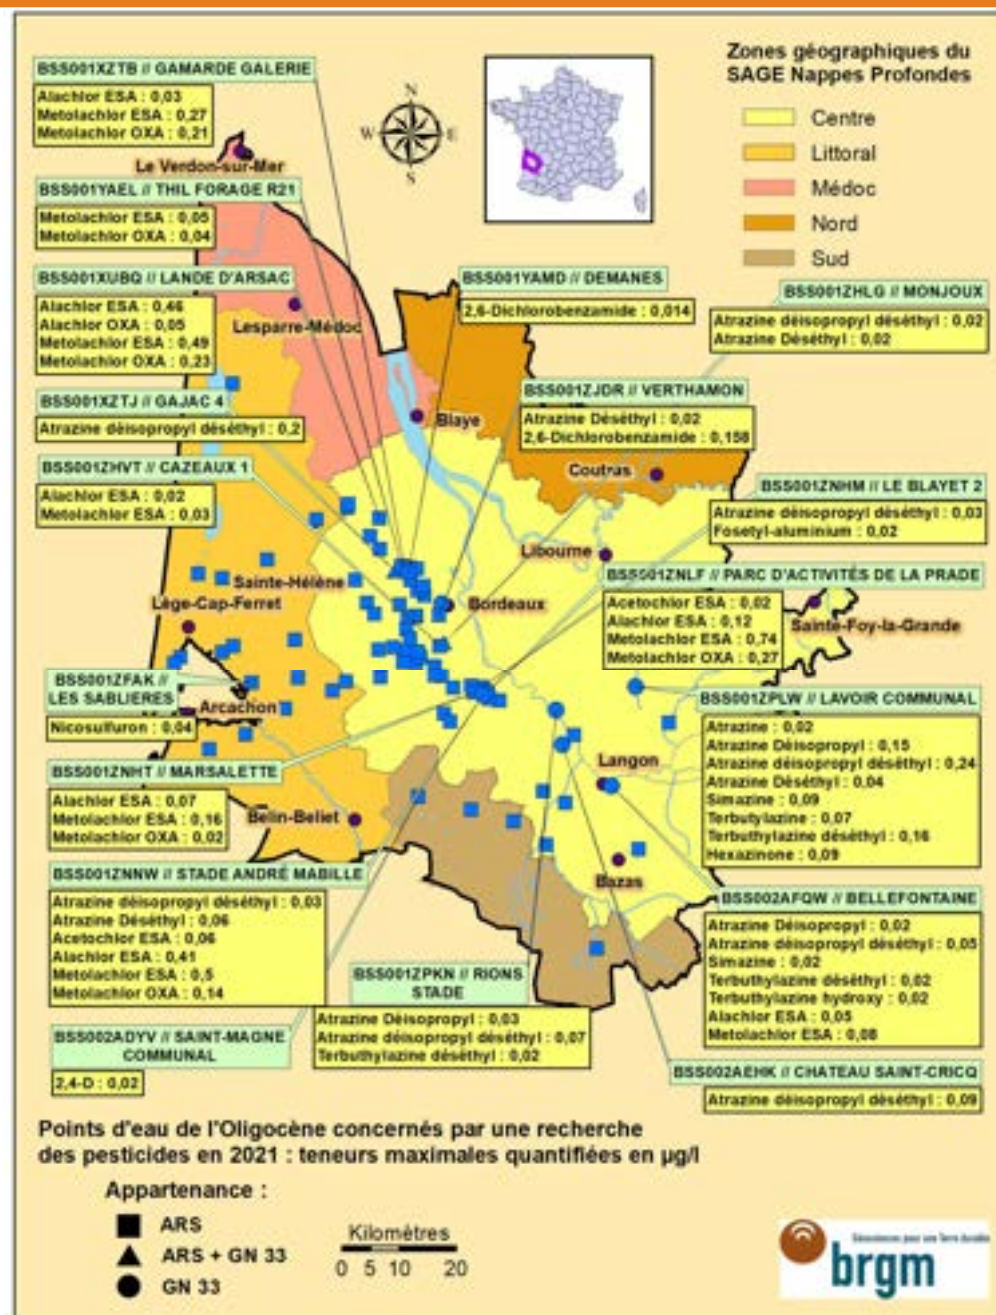 BSS001XZTB // GAMARDE GALERIE
Alachlor ESA : 0,03
Metolachlor ESA : 0,27
Metolachlor OXA : 0,21
N
W
E
S
Zones géographiques du
SAGE Nappes Profondes
Centre
Littoral
Médoc
Nord
Sud
Le Verdon-sur-Mer
BSS001YAEL // THIL FORAGE R21
Metolachlor ESA : 0,05
Metolachlor OXA : 0,04
BSS001XUBQ // LANDE D'ARSAC
Alachlor ESA : 0,46
Alachlor OXA : 0,05
Metolachlor ESA : 0,49
Metolachlor OXA : 0,23
Lesparre-Médoc
BSS001YAMD // DEMANES
2,6-Dichlorobenzamide : 0,014
BSS001ZHLG // MONJOUX
Atrazine déisopropyl déséthyl : 0,02
Atrazine Déséthyl : 0,02
BSS001XZTJ // GAJAC 4
Atrazine déisopropyl déséthyl : 0,2
Blaye
BSS001ZJDR // VERTHAMON
Atrazine Déséthyl : 0,02
2,6-Dichlorobenzamide : 0,158
Coutras
BSS001ZHVT // CAZEAUX 1
Alachlor ESA : 0,02
Metolachlor ESA : 0,03
BSS001ZNHM // LE BLAYET 2
Atrazine déisopropyl déséthyl : 0,03
Fosetyl-aluminium : 0,02
Libourne
BSS001ZNLF // PARC D'ACTIVITÉS DE LA PRADE
Acetochlor ESA : 0,02
Alachlor ESA : 0,12
Metolachlor ESA : 0,74
Metolachlor OXA : 0,27
Sainte-Hélène
Lège-Cap-Ferret
Bordeaux
Sainte-Foy-la-Grande
BSS001ZFAK //
LES SABLIERES
Nicosulfuron : 0,04
Arcachon
BSS001ZPLW // LAVOIR COMMUNAL
Atrazine : 0,02
Atrazine Déisopropyl : 0,15
Atrazine déisopropyl déséthyl : 0,24
Atrazine Déséthyl : 0,04
Simazine : 0,09
Terbutylazine : 0,07
Terbuthylazine déséthyl : 0,16
Hexazinone : 0,09
Langon
BSS001ZNHT // MARSALETTE
Alachlor ESA : 0,07
Metolachlor ESA : 0,16
Metolachlor OXA : 0,02
Belin-Beliet
Bazas
BSS001ZNNW // STADE ANDRÉ MABILLE
Atrazine déisopropyl déséthyl : 0,03
Atrazine Déséthyl : 0,06
Acetochlor ESA : 0,06
Alachlor ESA : 0,41
Metolachlor ESA : 0,5
Metolachlor OXA : 0,14
BSS002AFQW // BELLEFONTAINE
Atrazine Déisopropyl : 0,02
Atrazine déisopropyl déséthyl : 0,05
Simazine : 0,02
Terbuthylazine déséthyl : 0,02
Terbuthylazine hydroxy : 0,02
Alachlor ESA : 0,05
Metolachlor ESA : 0,08
BSS001ZPKN // RIONS
STADE
Atrazine Déisopropyl : 0,03
Atrazine déisopropyl déséthyl : 0,07
Terbuthylazine déséthyl : 0,02
BSS002ADYV // SAINT-MAGNE
COMMUNAL
2,4-D : 0,02
BSS002AEHK // CHATEAU SAINT-CRICQ
Atrazine déisopropyl déséthyl : 0,09
Points d'eau de l'Oligocène concernés par une recherche
des pesticides en 2021 : teneurs maximales quantifiées en µg/l
Appartenance :
ARS
ARS + GN 33
GN 33
Kilomètres
0 5 10 20
Géosciences pour une Terre durable
brgm